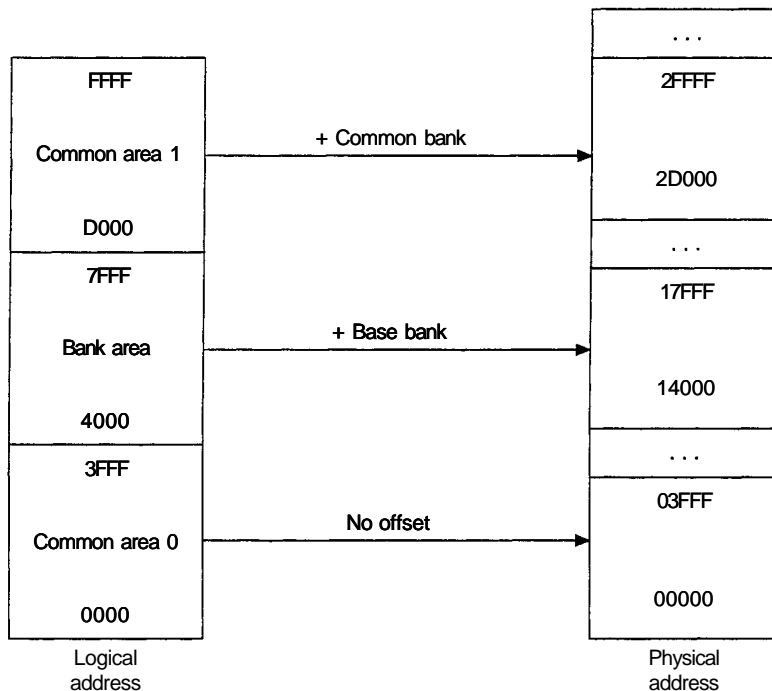 . . .
FFFF
2FFFF
+ Common bank
Common area 1
2D000
D000
. . .
7FFF
17FFF
+ Base bank
Bank area
14000
4000
. . .
3FFF
03FFF
No offset
Common area 0
00000
0000
Logical
address
Physical
address